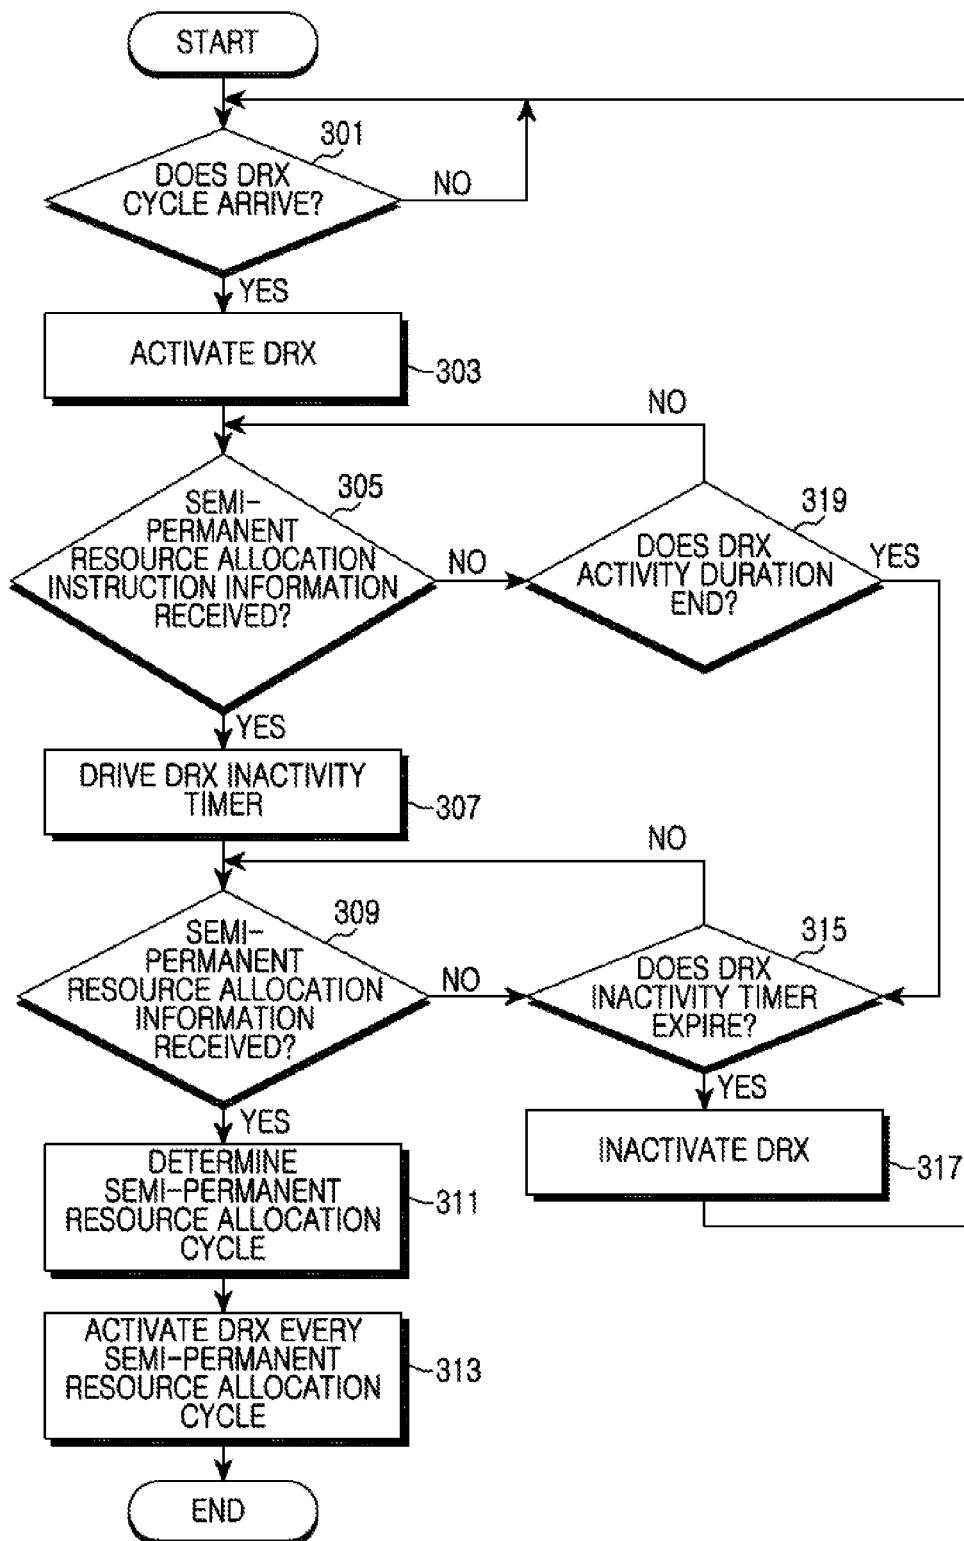 START
301
DOES DRX
CYCLE ARRIVE?
NO
YES
ACTIVATE DRX
303
NO
SEMI-
PERMANENT
RESOURCE ALLOCATION
INSTRUCTION INFORMATION
RECEIVED?
305
NO
319
DOES DRX
ACTIVITY DURATION
END?
YES
YES
DRIVE DRX INACTIVITY
TIMER
307
NO
SEMI-
PERMANENT
RESOURCE ALLOCATION
INFORMATION
RECEIVED?
309
NO
315
DOES DRX
INACTIVITY TIMER
EXPIRE?
YES
YES
INACTIVATE DRX
317
DETERMINE
SEMI-PERMANENT
RESOURCE ALLOCATION
CYCLE
311
ACTIVATE DRX EVERY
SEMI-PERMANENT
RESOURCE ALLOCATION
CYCLE
313
END